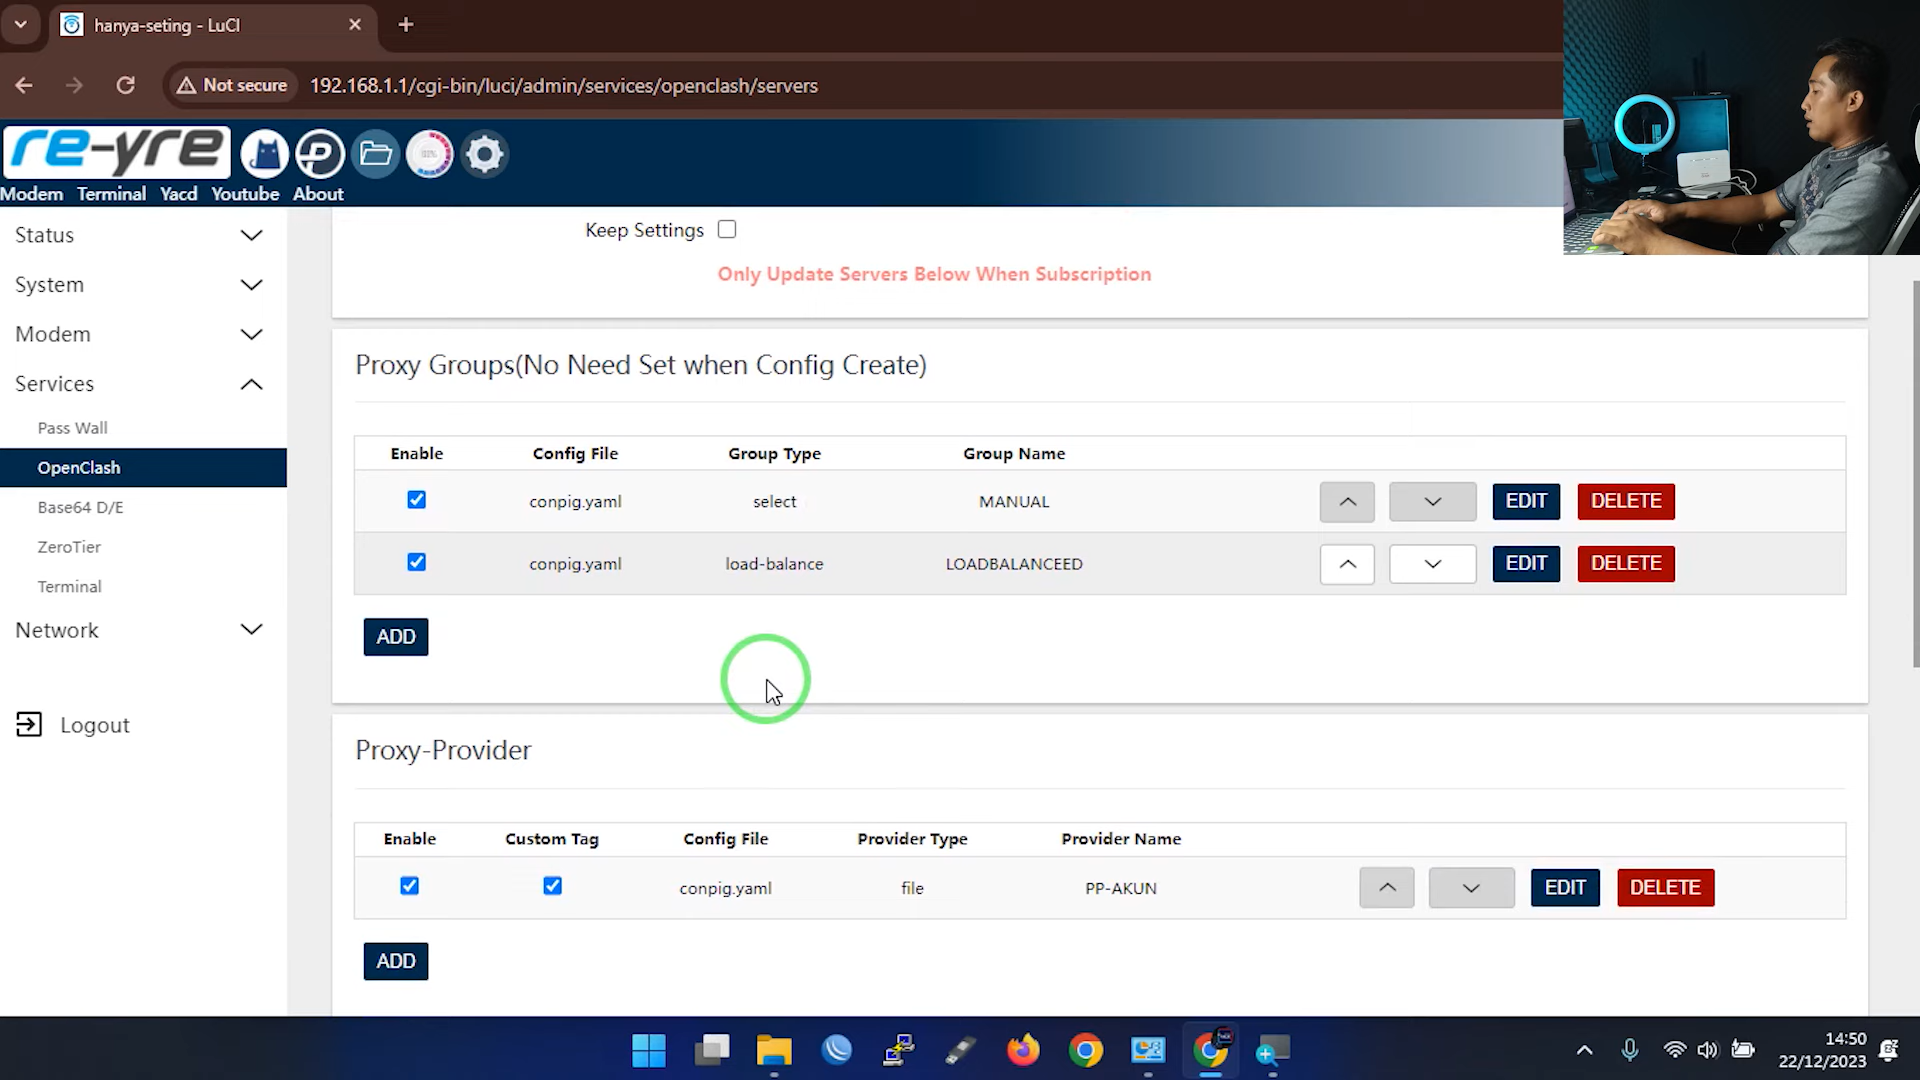 hanya-seting - LuCI
Not secure 192.168.1.1/cgi-bin/luci/admin/services/openclash/servers
re-yre
Modem Terminal Yacd Youtube About
Status
System
Modem
Services
Pass Wall
OpenClash
Base64 D/E
ZeroTier
Terminal
Network
Logout
Keep Settings
Only Update Servers Below When Subscription
Proxy Groups(No Need Set when Config Create)
Enable Config File Group Type Group Name
conpig.yaml select MANUAL EDIT DELETE
conpig.yaml load-balance LOADBALANCEED EDIT DELETE
ADD
Proxy-Provider
Enable Custom Tag Config File Provider Type Provider Name
conpig.yaml file PP-AKUN EDIT DELETE
ADD
14:50
22/12/2023